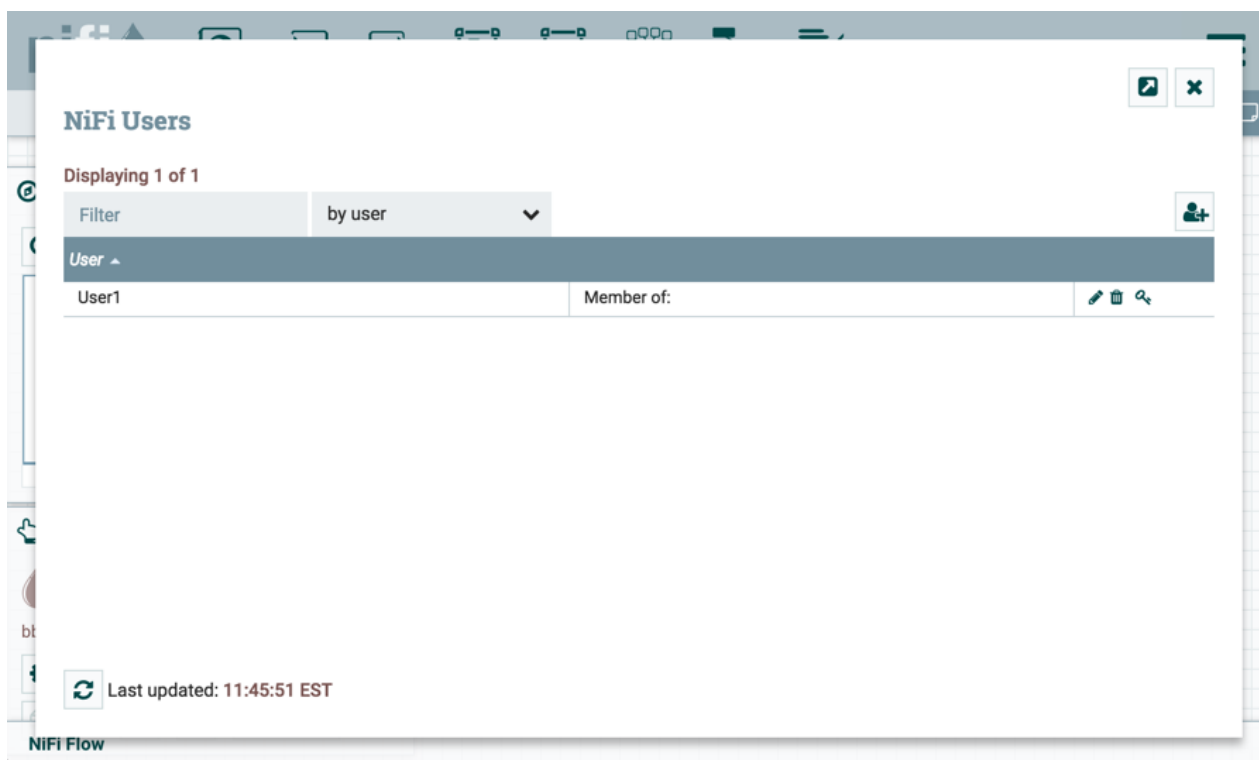 NiFi Users
Displaying 1 of 1
Filter by user
User
User1 Member of:
Last updated: 11:45:51 EST
NiFi Flow